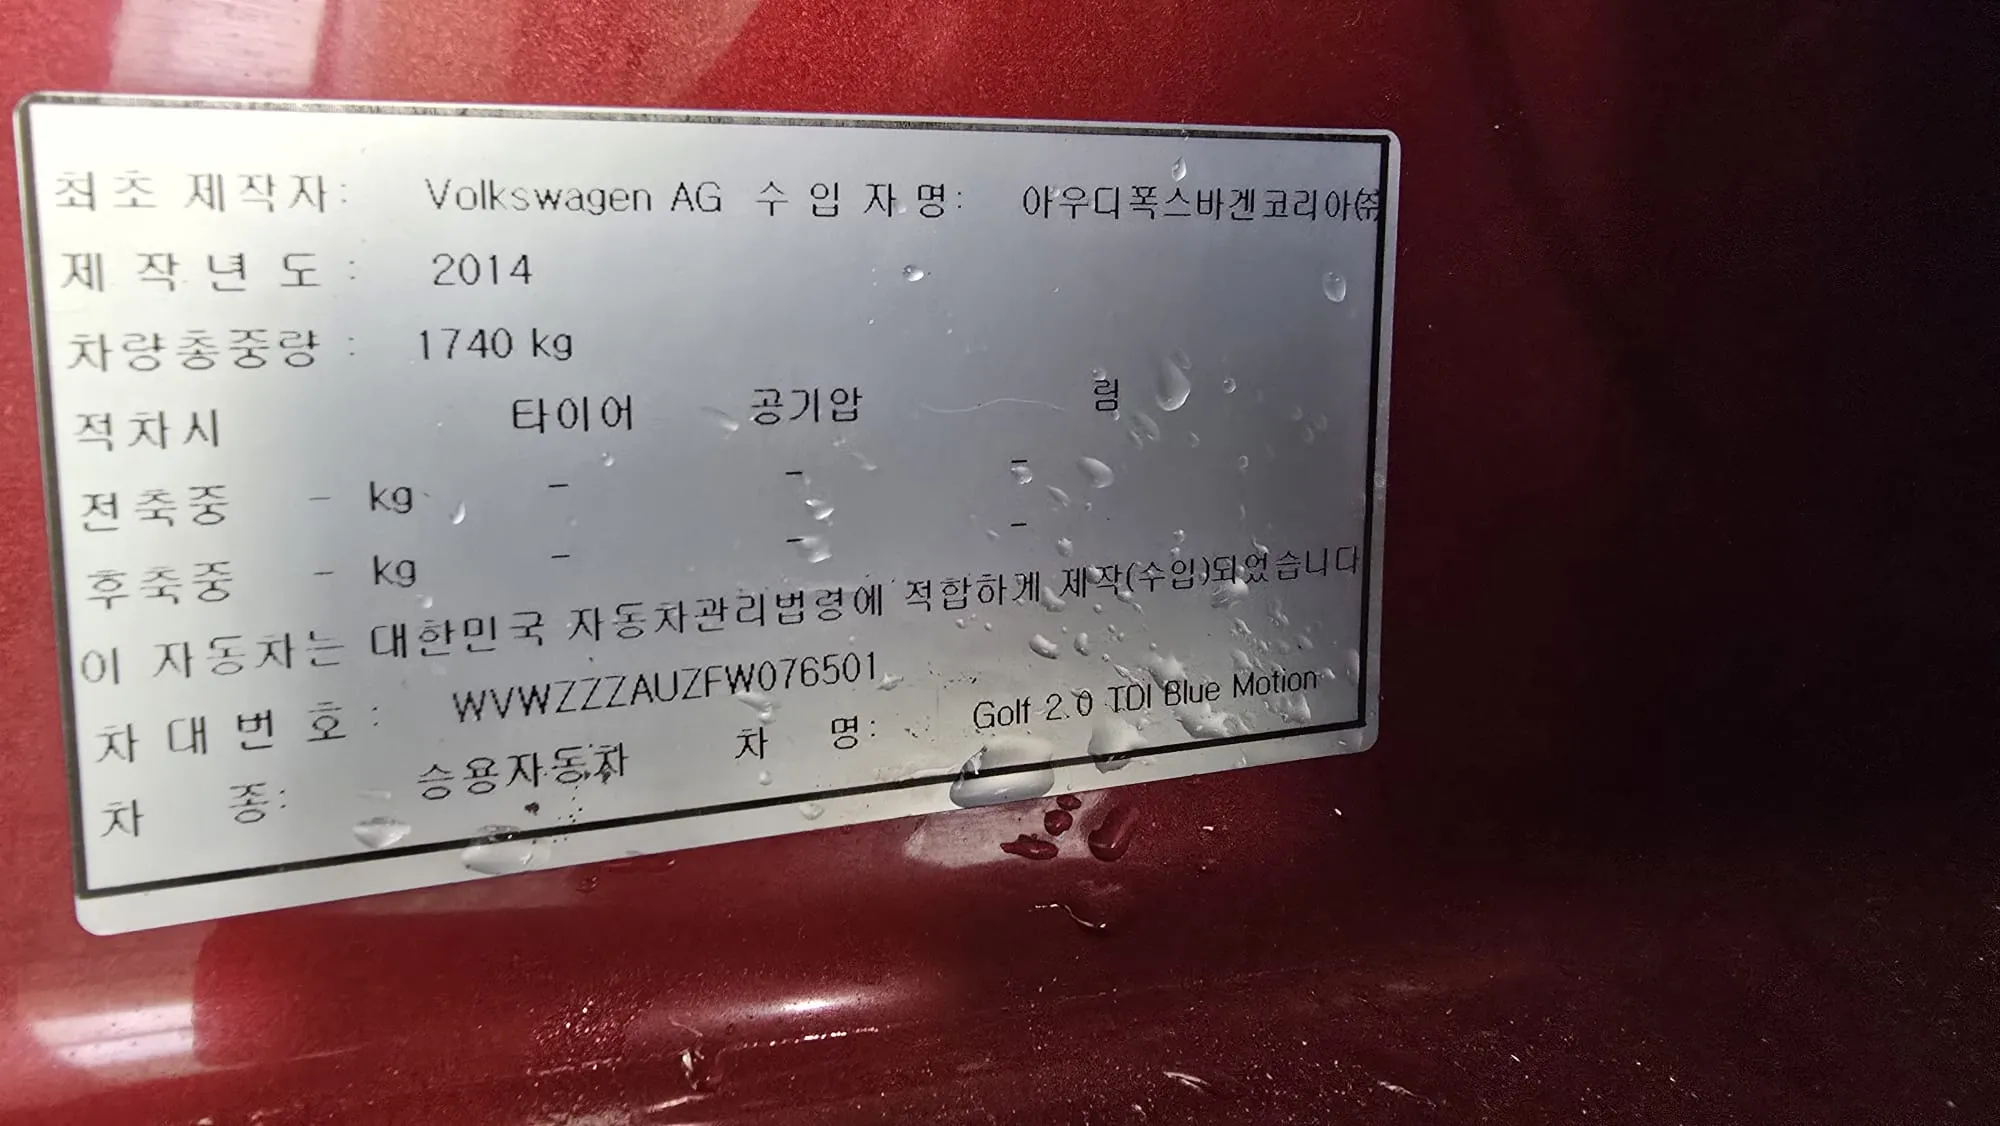 최초 제작자: Volkswagen AG 수 입 자 명: 아우디폭스바겐코리아㈜
제 작 년 도 : 2014
차량총중량 : 1740 kg
적차시 타이어 공기압 림
전축중 - kg - - -
후축중 - kg - - -
이 자동차는 대한민국 자동차관리법령에 적합하게 제작(수입)되었습니다
차 대 번 호 : WVWZZZAUZFW076501
차 종: 승용자동차 차 명: Golf 2.0 TDI Blue Motion